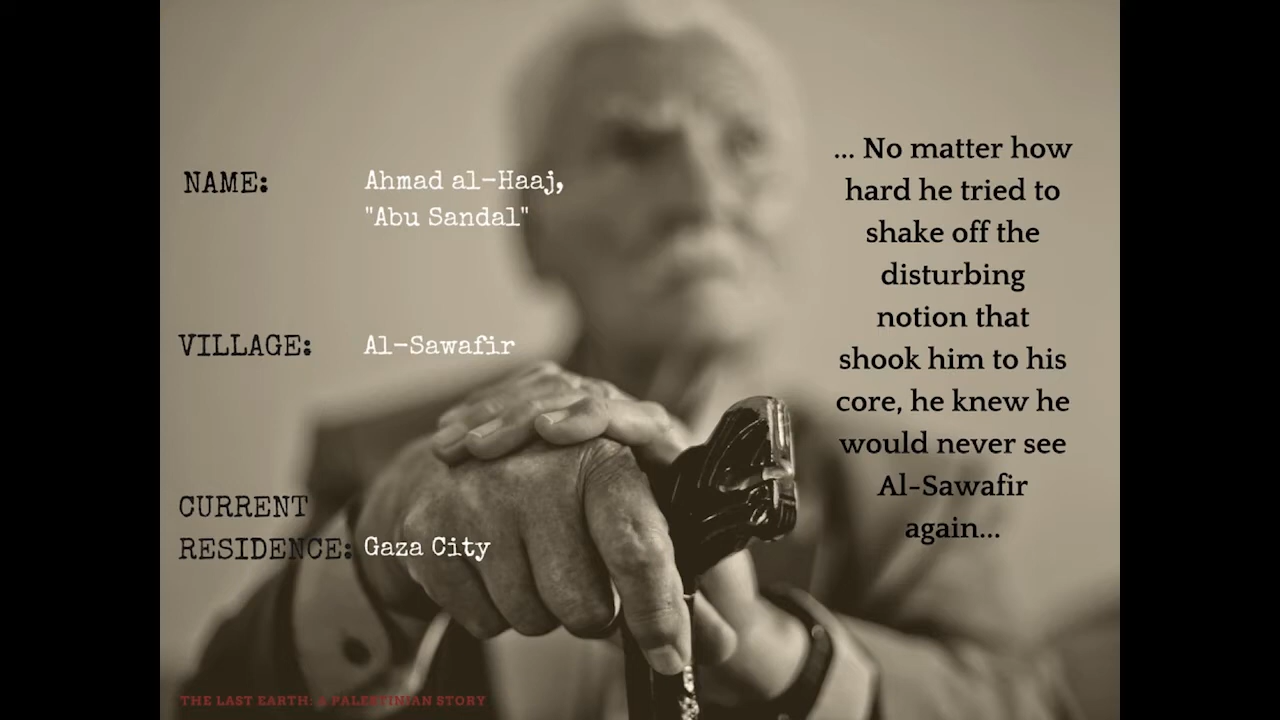 NAME:
Ahmad al-Haaj,
"Abu Sandal"
VILLAGE:
Al-Sawafir
CURRENT
RESIDENCE:
Gaza City
... No matter how
hard he tried to
shake off the
disturbing
notion that
shook him to his
core, he knew he
would never see
Al-Sawafir
again...
THE LAST EARTH: A PALESTINIAN STORY